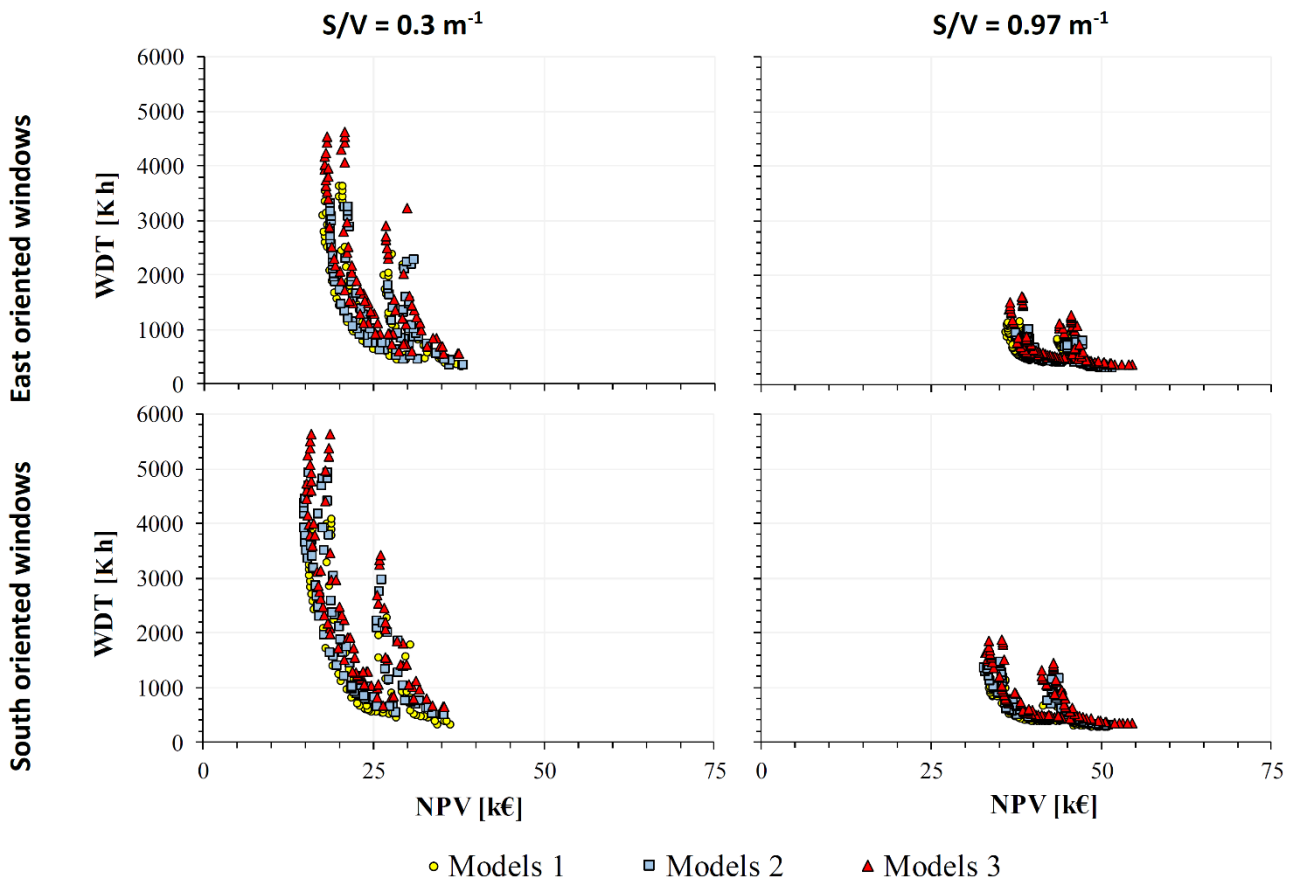 S/V = 0.3 m-1
S/V = 0.97 m-1
East oriented windows
WDT [K h]
6000
5000
4000
3000
2000
1000
0
WDT [K h]
South oriented windows
WDT [K h]
6000
5000
4000
3000
2000
1000
0
WDT [K h]
0
25
50
75
0
25
50
75
NPV [k€]
NPV [k€]
Models 1
Models 2
Models 3